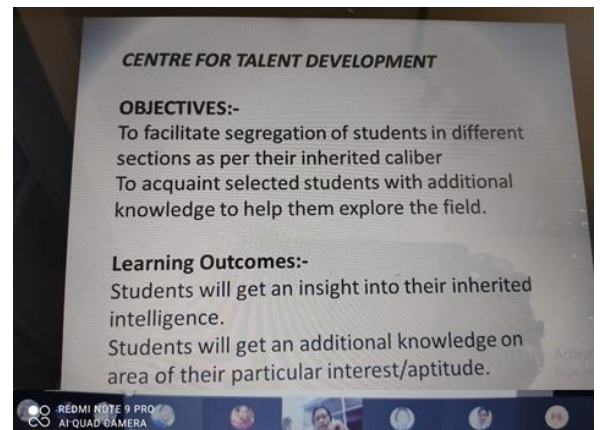 CENTRE FOR TALENT DEVELOPMENT
OBJECTIVES:-
To facilitate segregation of students in different
sections as per their inherited caliber
To acquaint selected students with additional
knowledge to help them explore the field.
Learning Outcomes:-
Students will get an insight into their inherited
intelligence.
Students will get an additional knowledge on
area of their particular interest/aptitude.
REDMI NOTE 9 PRO
AI QUAD CAMERA